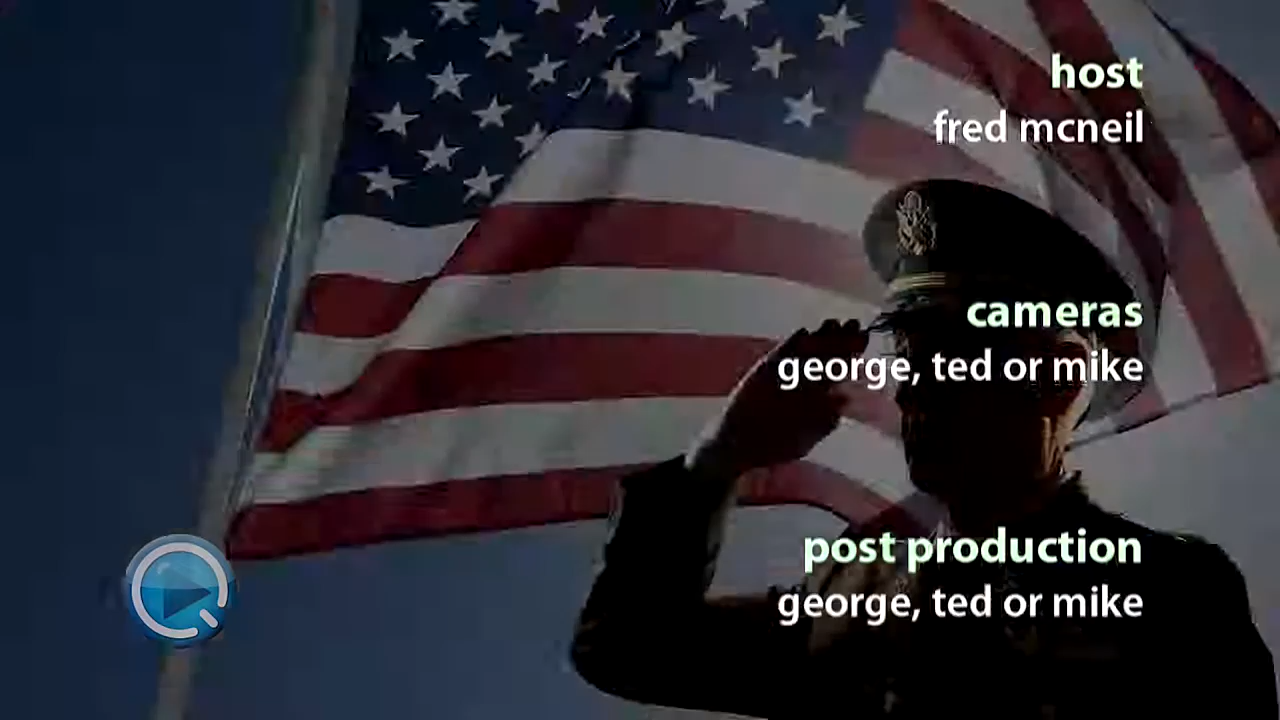 host
fred mcneil
cameras
george, ted or mike
post production
george, ted or mike